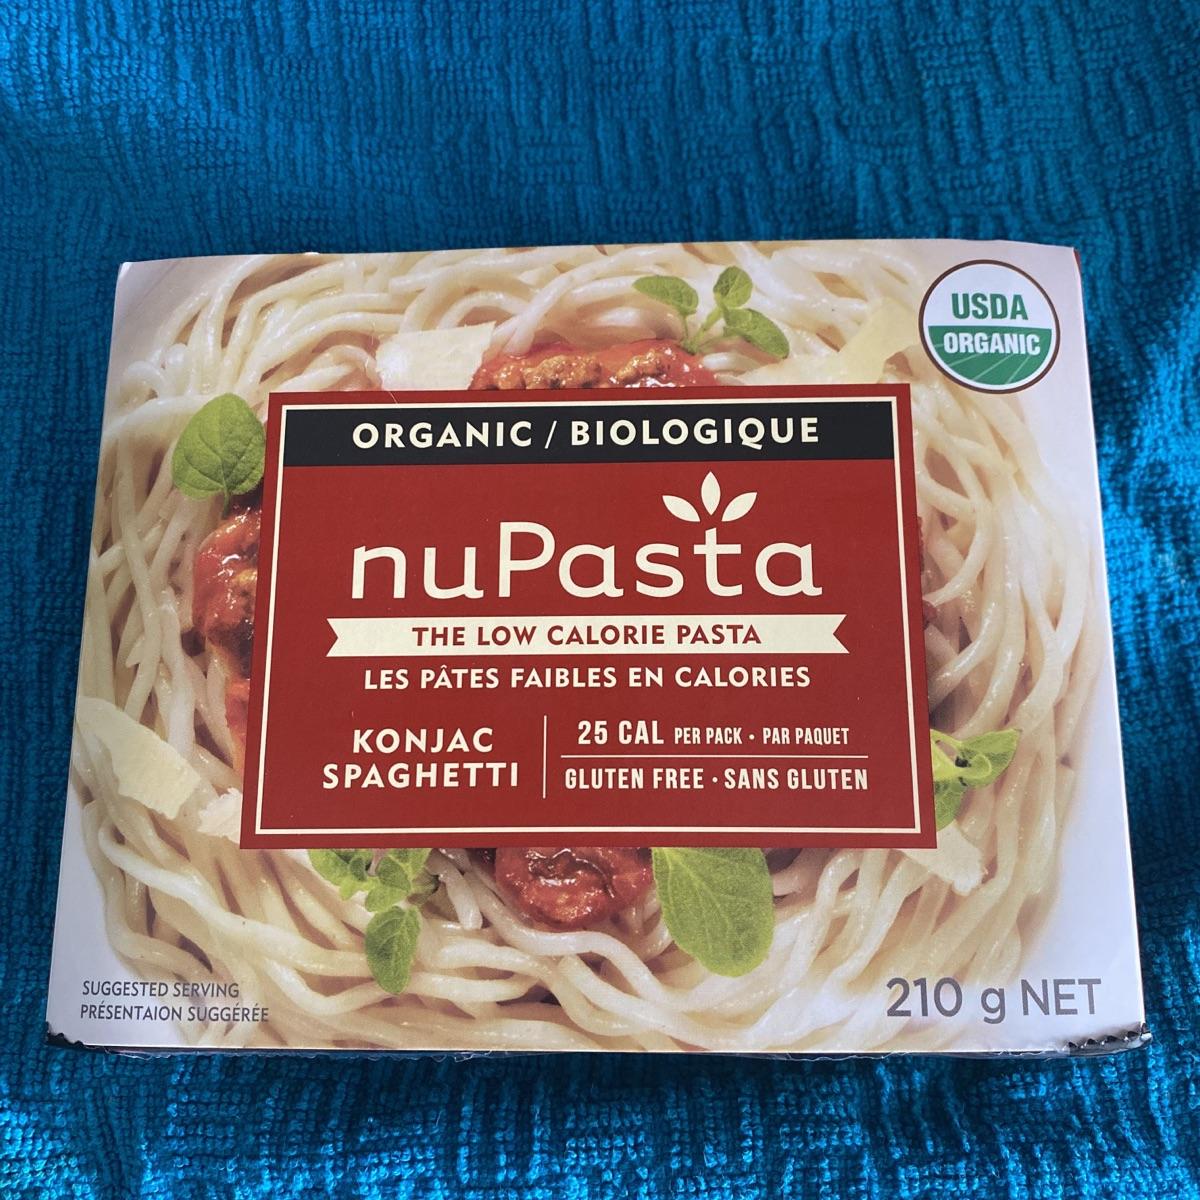 USDA
ORGANIC
ORGANIC / BIOLOGIQUE
nuPasta
THE LOW CALORIE PASTA
LES PÂTES FAIBLES EN CALORIES
KONJAC
SPAGHETTI
25 CAL PER PACK • PAR PAQUET
GLUTEN FREE • SANS GLUTEN
SUGGESTED SERVING
PRÉSENTAION SUGGÉRÉE
210 g NET